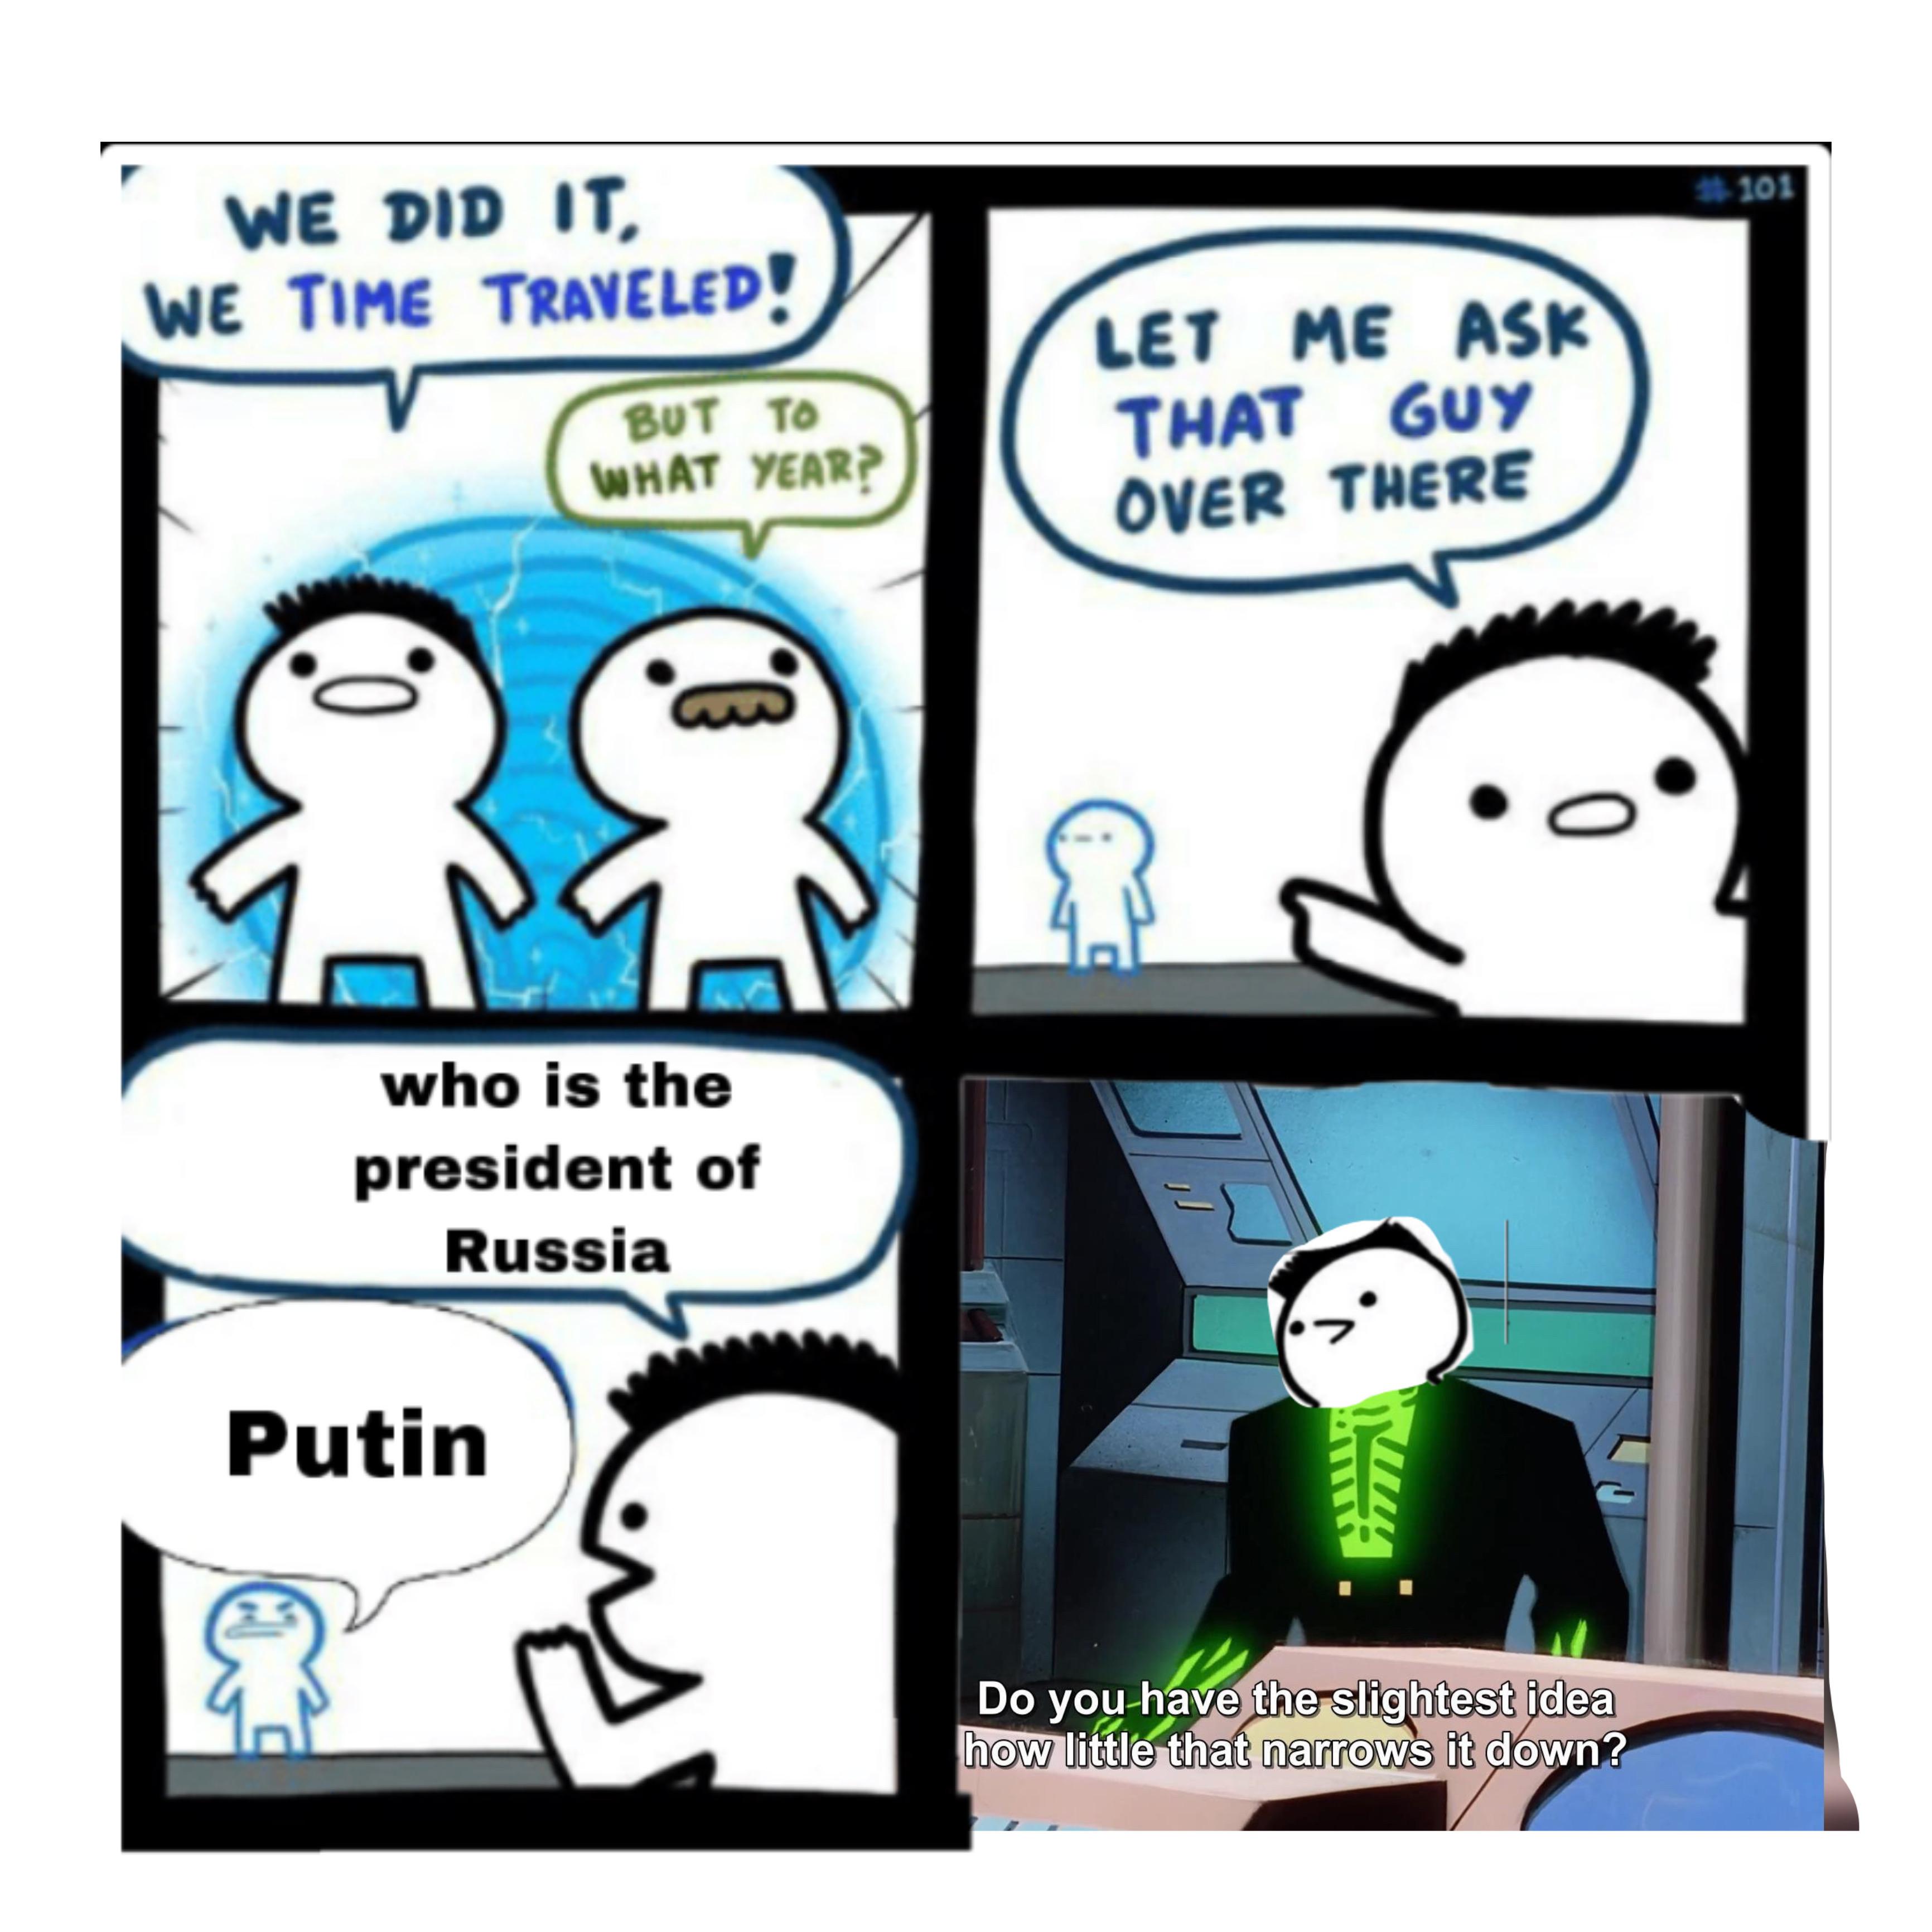 WE DID IT,
WE TIME TRAVELED!
BUT TO
WHAT YEAR?
#101
LET ME ASK
THAT GUY
OVER THERE
who is the
president of
Russia
Putin
Do you have the slightest idea
how little that narrows it down?